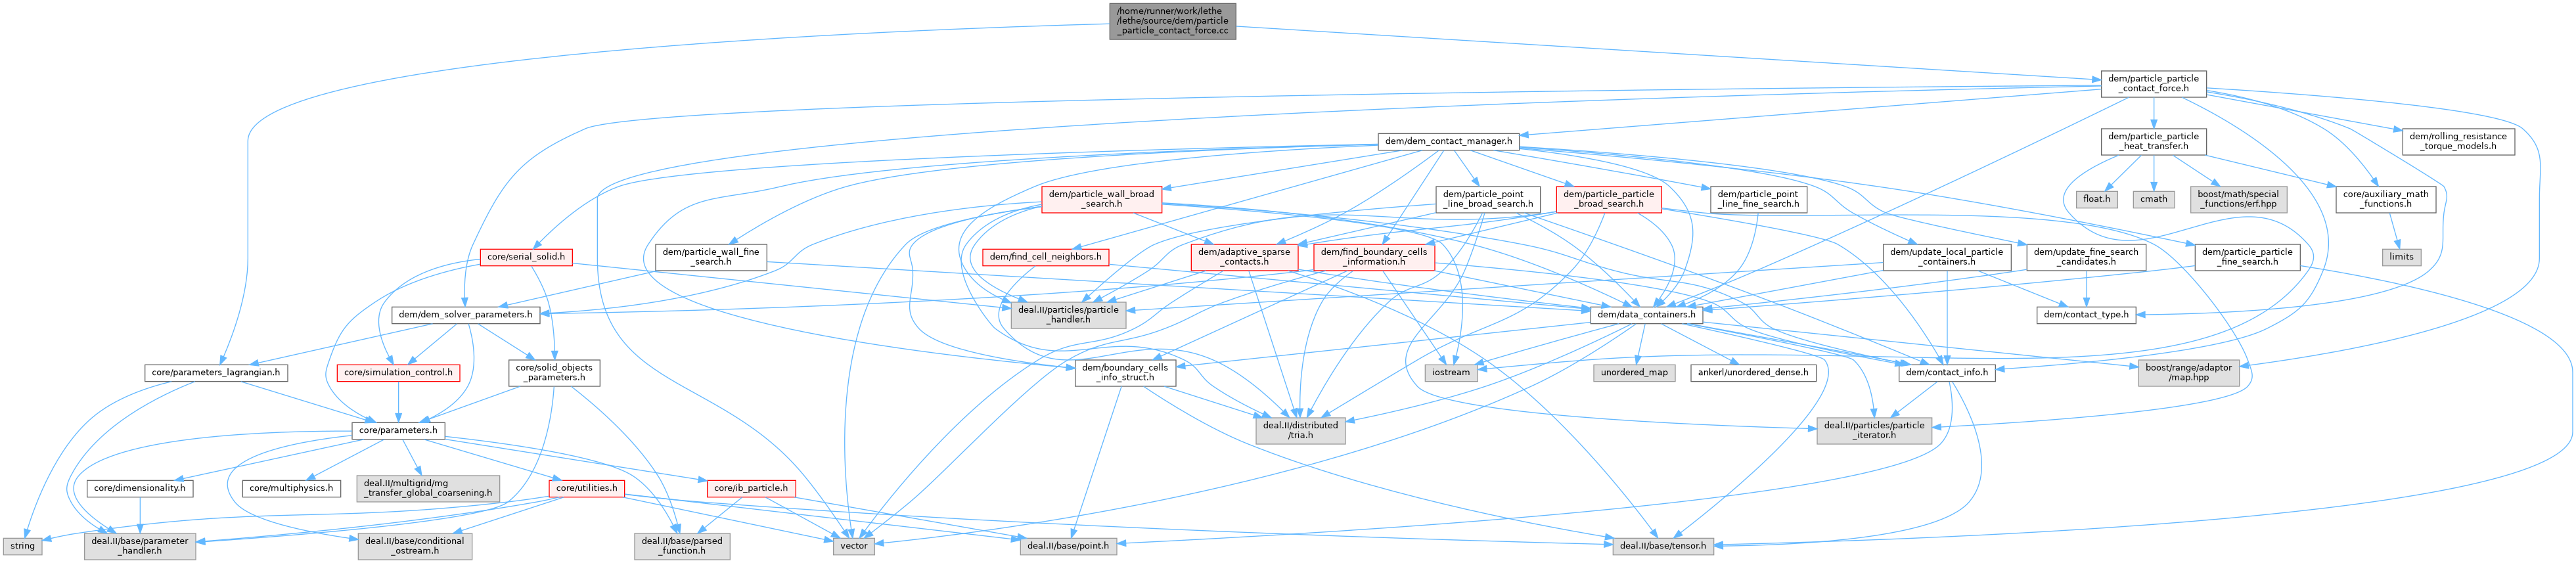 /home/runner/work/lethe
/lethe/source/dem/particle
_particle_contact_force.cc
dem/particle_particle
_contact_force.h
dem/dem_contact_manager.h
dem/particle_particle
_heat_transfer.h
dem/rolling_resistance
_torque_models.h
dem/particle_wall_broad
_search.h
dem/particle_point
_line_broad_search.h
dem/particle_particle
_broad_search.h
dem/particle_point
_line_fine_search.h
float.h
cmath
boost/math/special
_functions/erf.hpp
core/auxiliary_math
_functions.h
core/serial_solid.h
dem/particle_wall_fine
_search.h
dem/find_cell_neighbors.h
dem/adaptive_sparse
_contacts.h
dem/find_boundary_cells
_information.h
dem/update_local_particle
_containers.h
dem/update_fine_search
_candidates.h
dem/particle_particle
_fine_search.h
limits
dem/dem_solver_parameters.h
deal.II/particles/particle
_handler.h
dem/data_containers.h
dem/contact_type.h
core/parameters_lagrangian.h
core/simulation_control.h
core/solid_objects
_parameters.h
dem/boundary_cells
_info_struct.h
iostream
unordered_map
ankerl/unordered_dense.h
dem/contact_info.h
boost/range/adaptor
/map.hpp
core/parameters.h
deal.II/distributed
/tria.h
deal.II/particles/particle
_iterator.h
core/dimensionality.h
core/multiphysics.h
deal.II/multigrid/mg
_transfer_global_coarsening.h
core/utilities.h
core/ib_particle.h
string
deal.II/base/parameter
_handler.h
deal.II/base/conditional
_ostream.h
deal.II/base/parsed
_function.h
vector
deal.II/base/point.h
deal.II/base/tensor.h